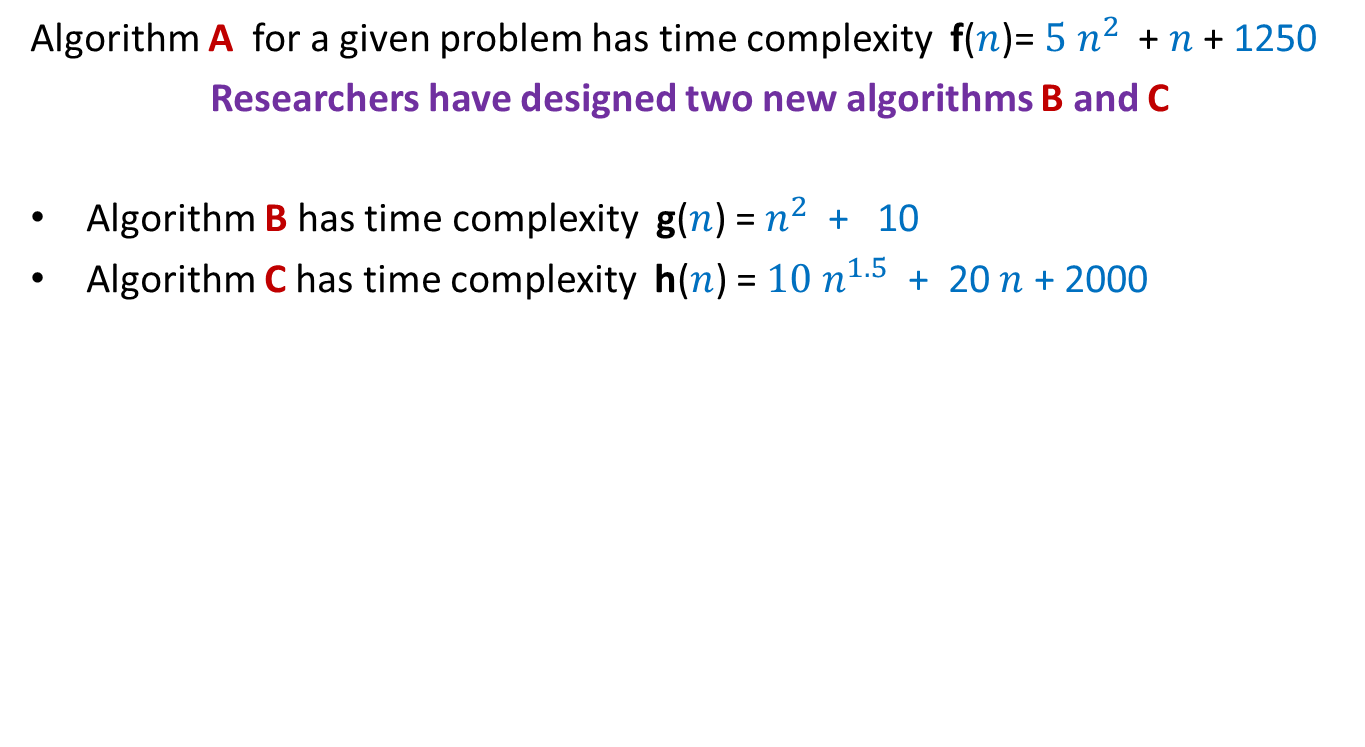 Algorithm A for a given problem has time complexity f(n)= 5 n² + n + 1250
Researchers have designed two new algorithms B and C
• Algorithm B has time complexity g(n) = n² + 10
• Algorithm C has time complexity h(n) = 10 n¹·⁵ + 20 n + 2000